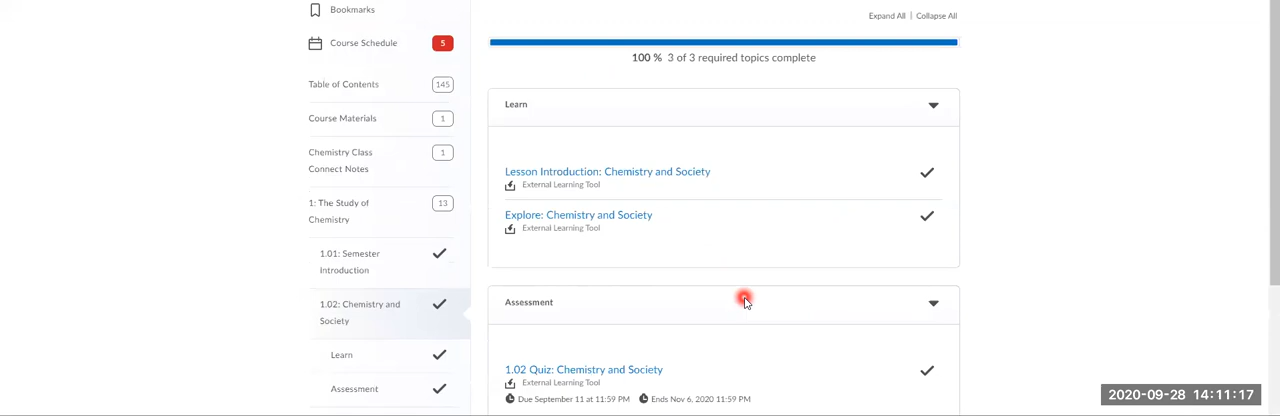 Bookmarks
Course Schedule
5
Table of Contents
145
Course Materials
1
Chemistry Class
Connect Notes
1
1: The Study of
Chemistry
13
1.01: Semester
Introduction
1.02: Chemistry and
Society
Learn
Assessment
Expand All | Collapse All
100 % 3 of 3 required topics complete
Learn
Lesson Introduction: Chemistry and Society
External Learning Tool
Explore: Chemistry and Society
External Learning Tool
Assessment
1.02 Quiz: Chemistry and Society
External Learning Tool
Due September 11 at 11:59 PM Ends Nov 6, 2020 11:59 PM
2020-09-28 14:11:17